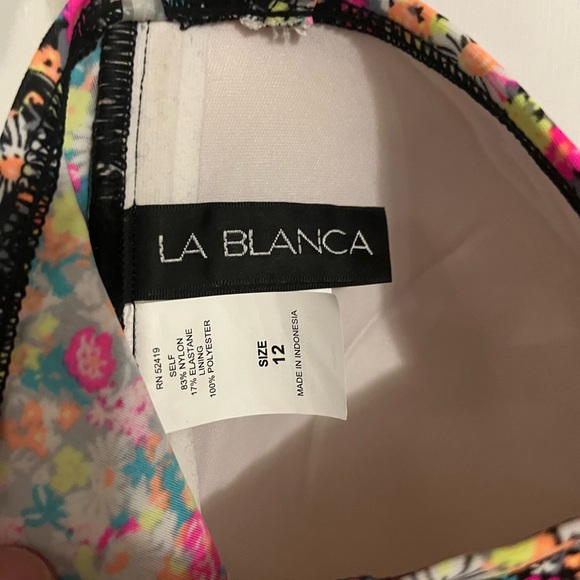 LA BLANCA
RN 52419
SELF
83% NYLON
17% ELASTANE
LINING
100% POLYESTER
SIZE
12
MADE IN INDONESIA